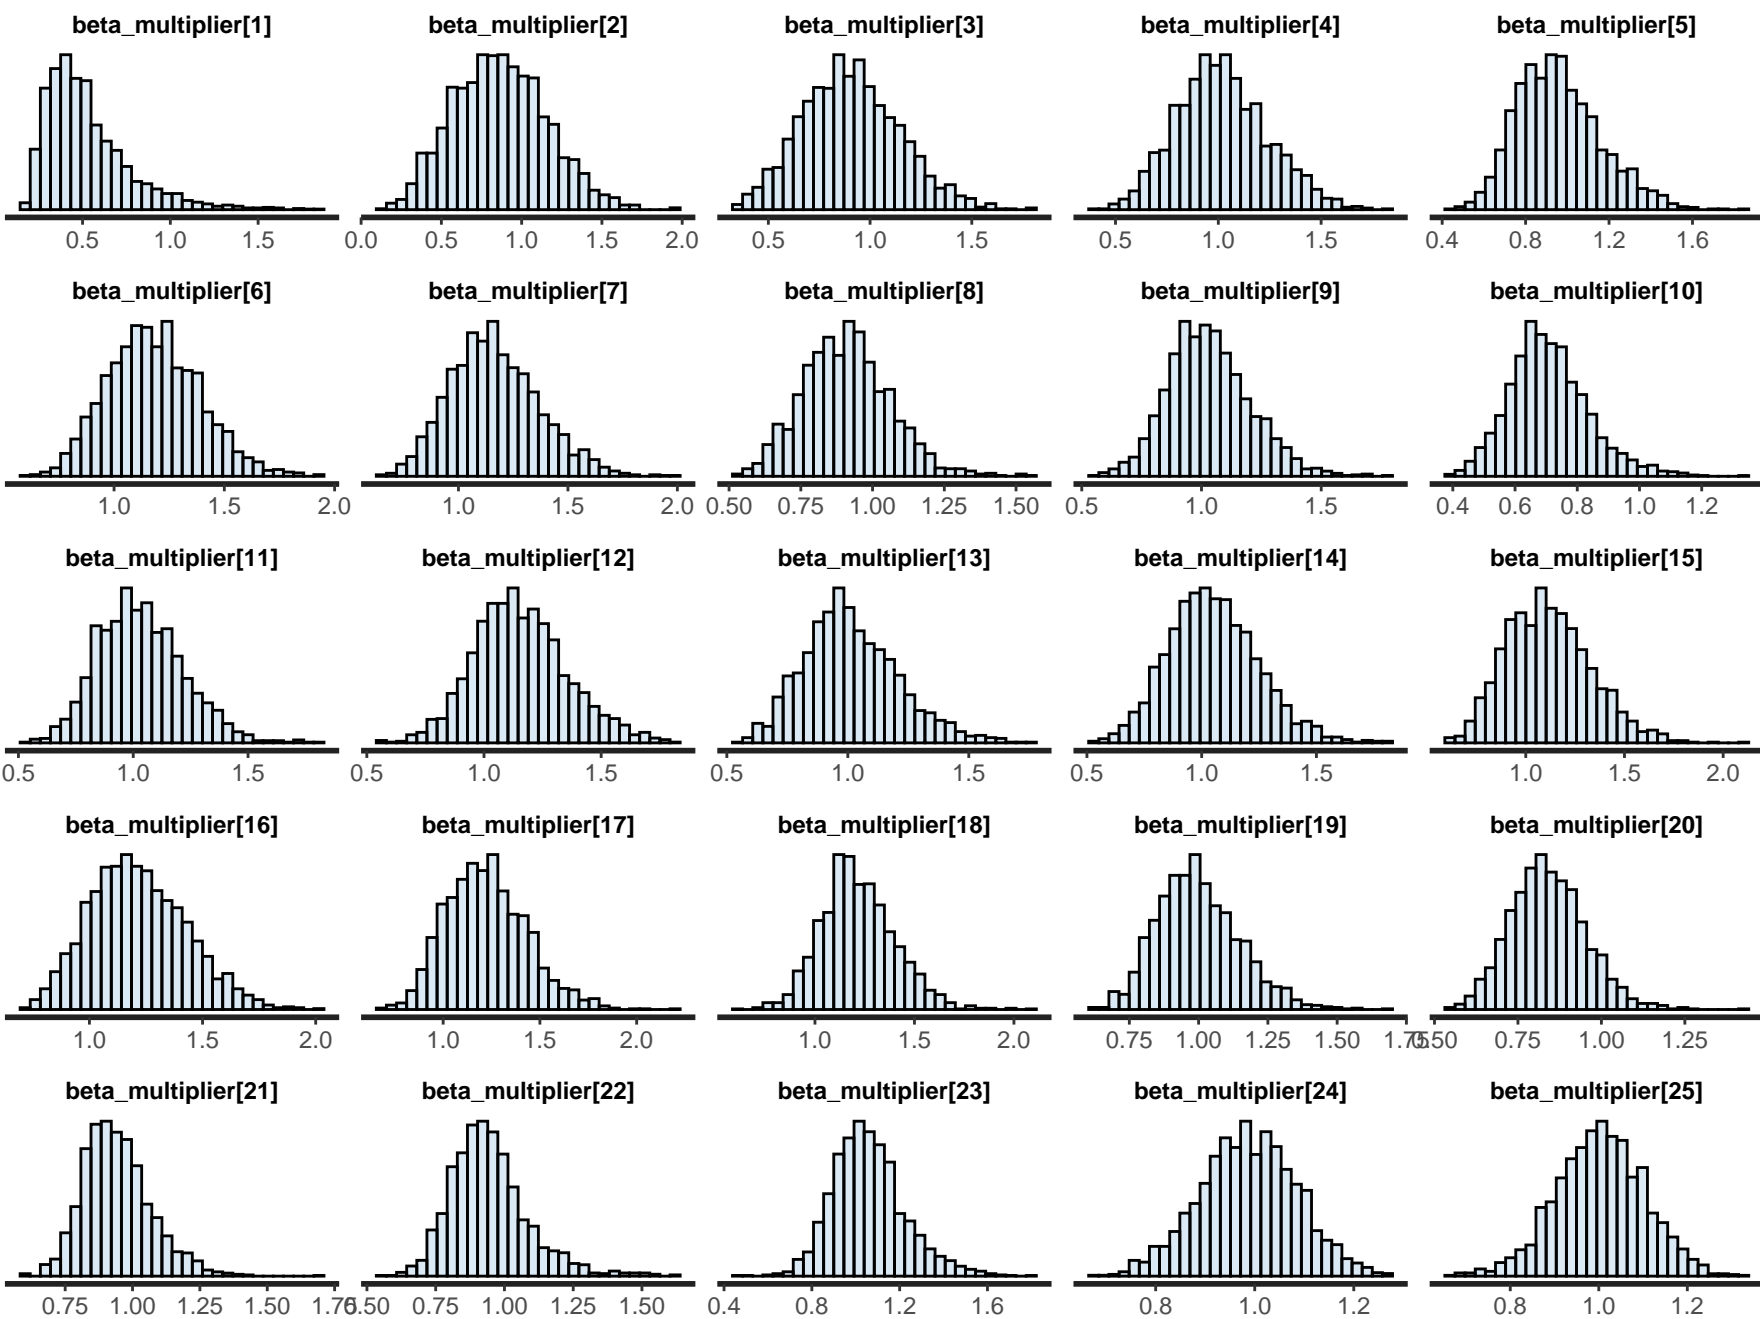 beta_multiplier[1] beta_multiplier[2] beta_multiplier[3] beta_multiplier[4] beta_multiplier[5]
0.5 1.0 1.5 0.0 0.5 1.0 1.5 2.0 0.5 1.0 1.5 0.5 1.0 1.5 0.4 0.8 1.2 1.6
beta_multiplier[6] beta_multiplier[7] beta_multiplier[8] beta_multiplier[9] beta_multiplier[10]
1.0 1.5 2.0 1.0 1.5 2.0 0.50 0.75 1.00 1.25 1.50 0.5 1.0 1.5 0.4 0.6 0.8 1.0 1.2
beta_multiplier[11] beta_multiplier[12] beta_multiplier[13] beta_multiplier[14] beta_multiplier[15]
0.5 1.0 1.5 0.5 1.0 1.5 0.5 1.0 1.5 0.5 1.0 1.5 1.0 1.5 2.0
beta_multiplier[16] beta_multiplier[17] beta_multiplier[18] beta_multiplier[19] beta_multiplier[20]
1.0 1.5 2.0 1.0 1.5 2.0 1.0 1.5 2.0 0.75 1.00 1.25 1.50 1.75 0.50 0.75 1.00 1.25
beta_multiplier[21] beta_multiplier[22] beta_multiplier[23] beta_multiplier[24] beta_multiplier[25]
0.75 1.00 1.25 1.50 1.75 0.50 0.75 1.00 1.25 1.50 0.4 0.8 1.2 1.6 0.8 1.0 1.2 0.8 1.0 1.2